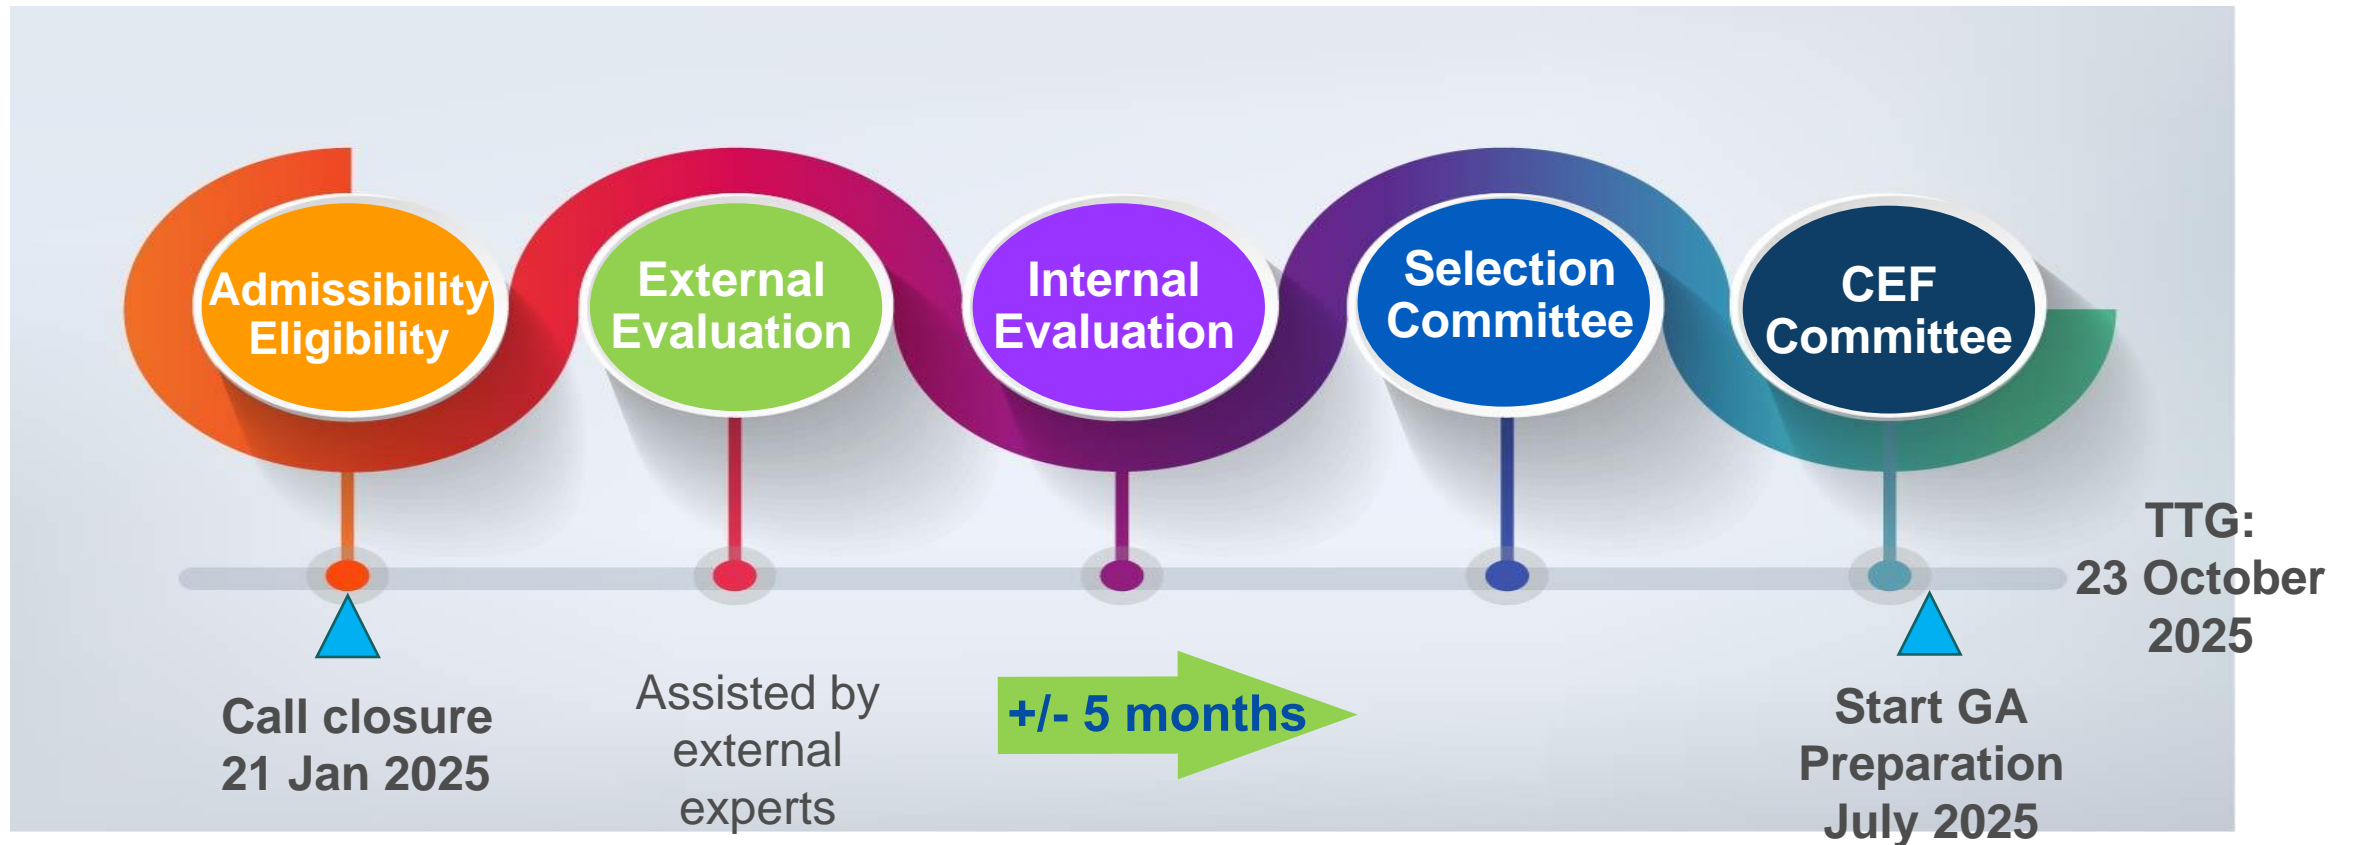 Admissibility
Eligibility
External
Evaluation
Internal
Evaluation
Selection
Committee
CEF
Committee
TTG:
23 October
2025
Call closure
21 Jan 2025
Assisted by
external
experts
+/- 5 months
Start GA
Preparation
July 2025